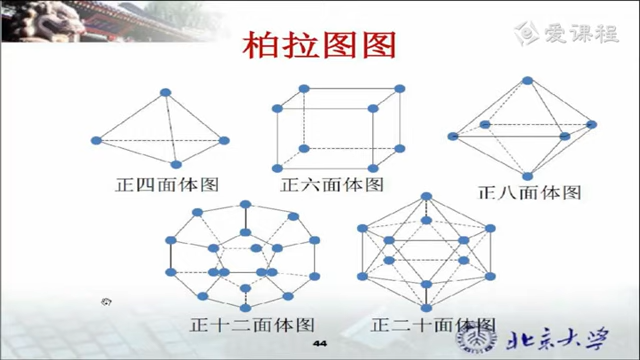 爱课程
柏拉图图
正四面体图
正六面体图
正八面体图
正十二面体图
正二十面体图
44
北京大学